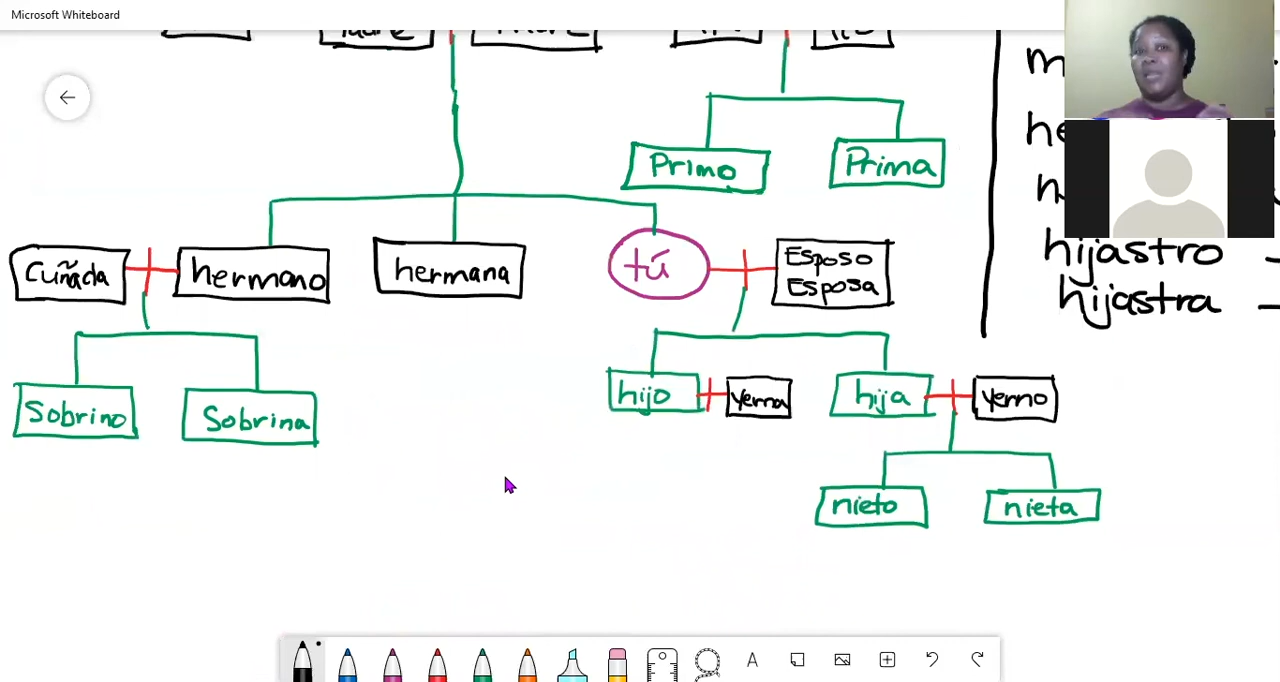 Microsoft Whiteboard
Primo
Prima
hijastro
hijastra
Cuñada
hermano
hermana
tú
Esposo
Esposa
Sobrino
Sobrina
hijo
yerna
hija
yerno
nieto
nieta
A